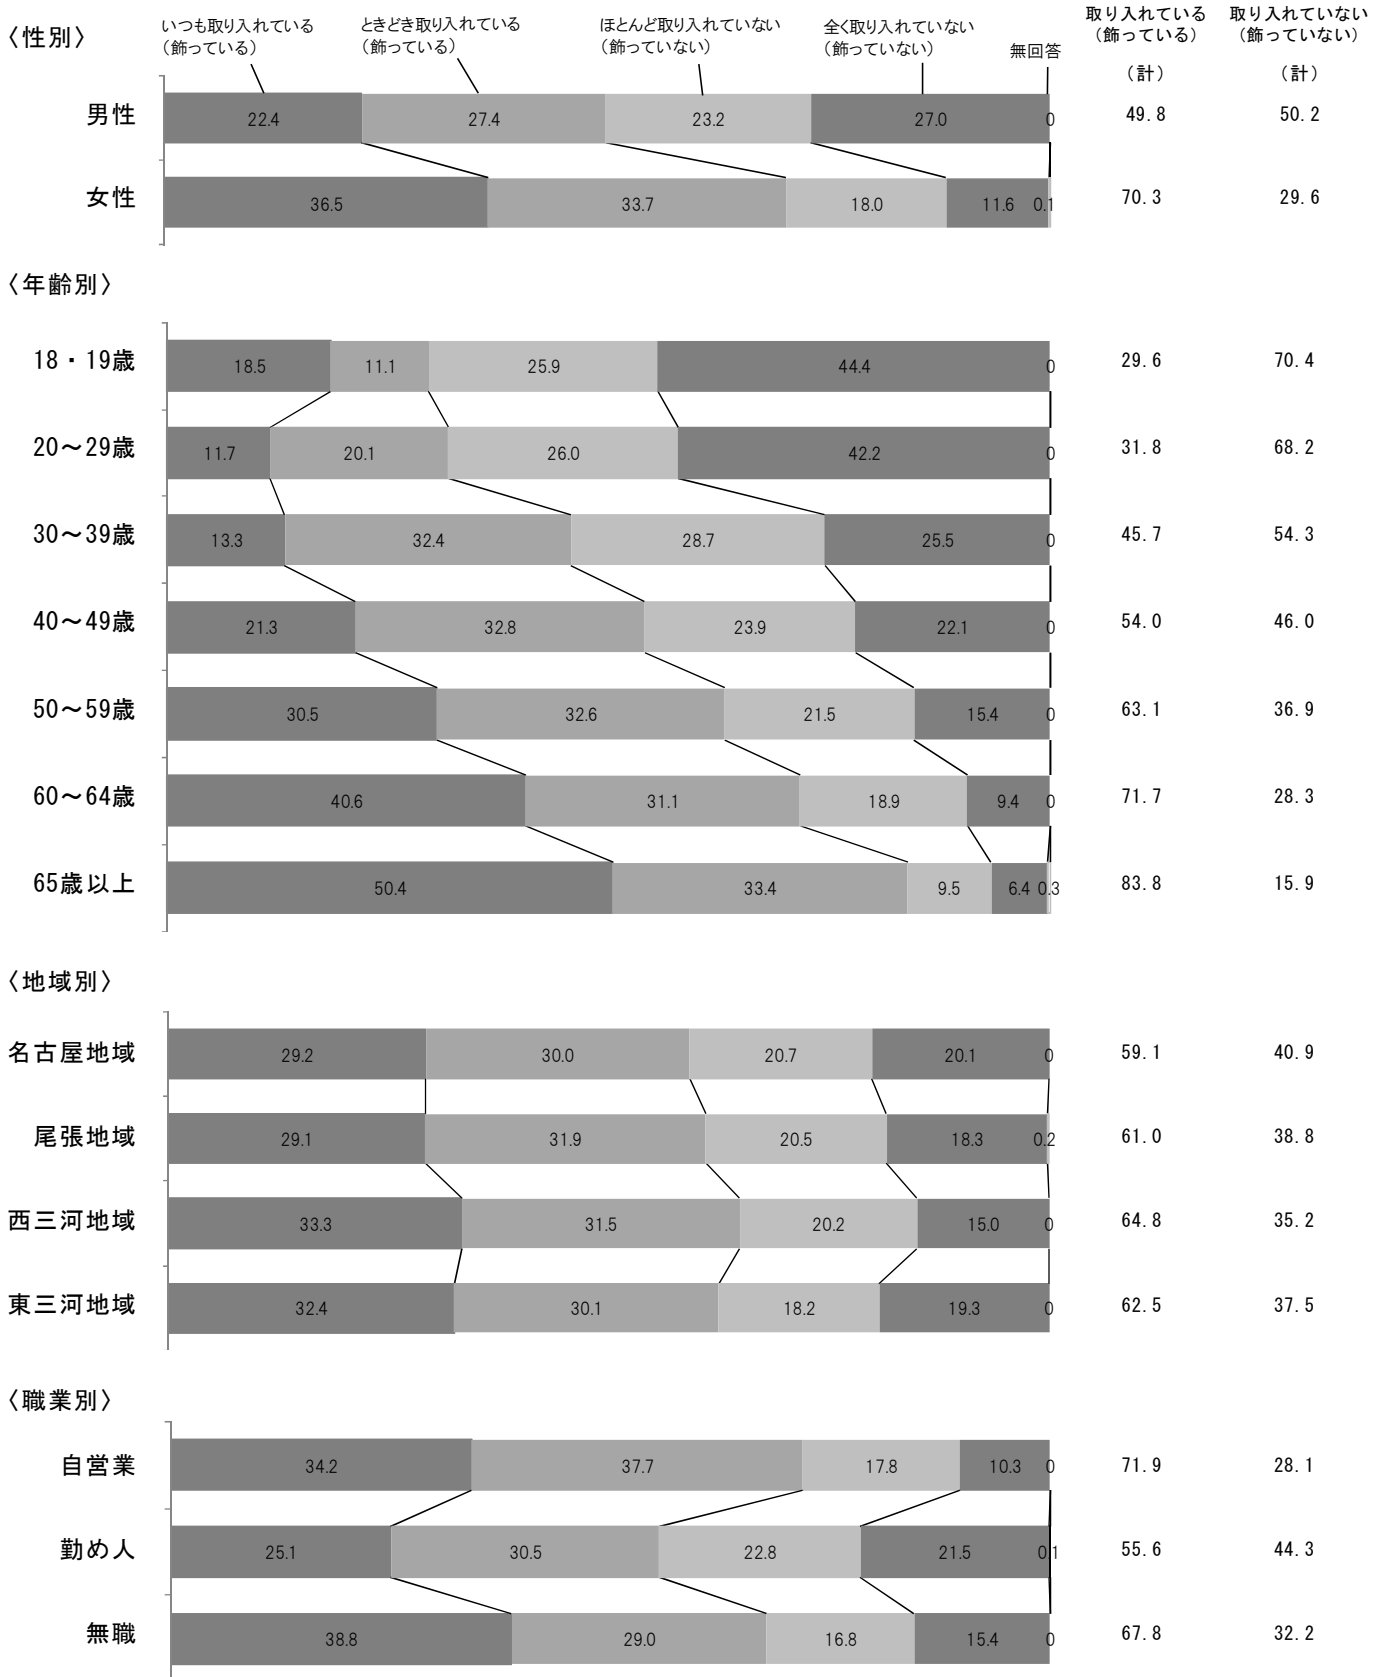 〈性別〉
いつも取り入れている
（飾っている）
ときどき取り入れている
（飾っている）
ほとんど取り入れていない
（飾っていない）
全く取り入れていない
（飾っていない）
無回答
取り入れている
（飾っている）
（計）
取り入れていない
（飾っていない）
（計）
男性 22.4 27.4 23.2 27.0 0 49.8 50.2
女性 36.5 33.7 18.0 11.6 0.1 70.3 29.6
〈年齢別〉
18・19歳 18.5 11.1 25.9 44.4 0 29.6 70.4
20～29歳 11.7 20.1 26.0 42.2 0 31.8 68.2
30～39歳 13.3 32.4 28.7 25.5 0 45.7 54.3
40～49歳 21.3 32.8 23.9 22.1 0 54.0 46.0
50～59歳 30.5 32.6 21.5 15.4 0 63.1 36.9
60～64歳 40.6 31.1 18.9 9.4 0 71.7 28.3
65歳以上 50.4 33.4 9.5 6.4 0.3 83.8 15.9
〈地域別〉
名古屋地域 29.2 30.0 20.7 20.1 0 59.1 40.9
尾張地域 29.1 31.9 20.5 18.3 0.2 61.0 38.8
西三河地域 33.3 31.5 20.2 15.0 0 64.8 35.2
東三河地域 32.4 30.1 18.2 19.3 0 62.5 37.5
〈職業別〉
自営業 34.2 37.7 17.8 10.3 0 71.9 28.1
勤め人 25.1 30.5 22.8 21.5 0.1 55.6 44.3
無職 38.8 29.0 16.8 15.4 0 67.8 32.2